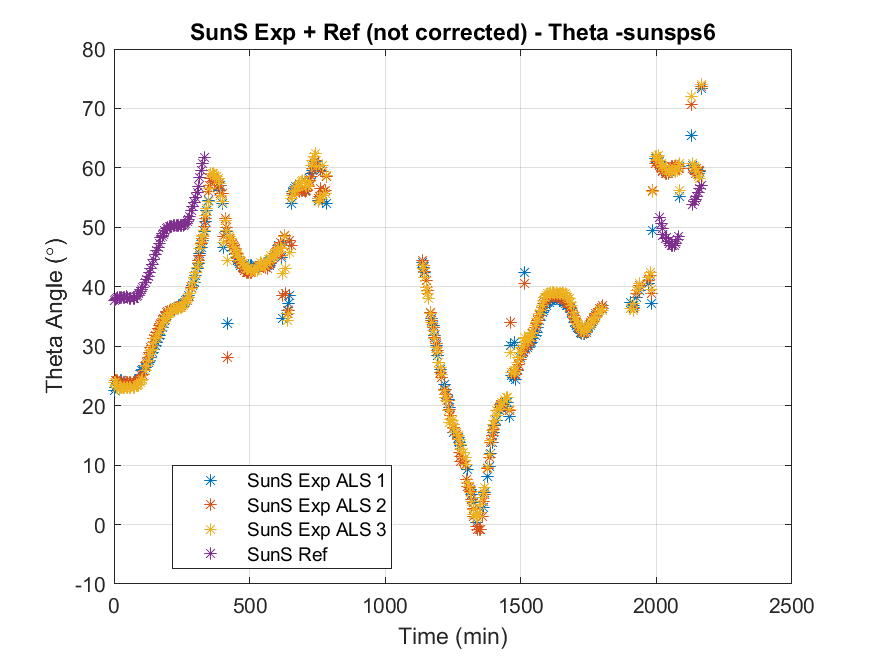 SunS Exp + Ref (not corrected) - Theta -sunsps6
80
70
60
50
40
30
20
10
0
-10
Theta Angle (°)
SunS Exp ALS 1
SunS Exp ALS 2
SunS Exp ALS 3
SunS Ref
0 500 1000 1500 2000 2500
Time (min)